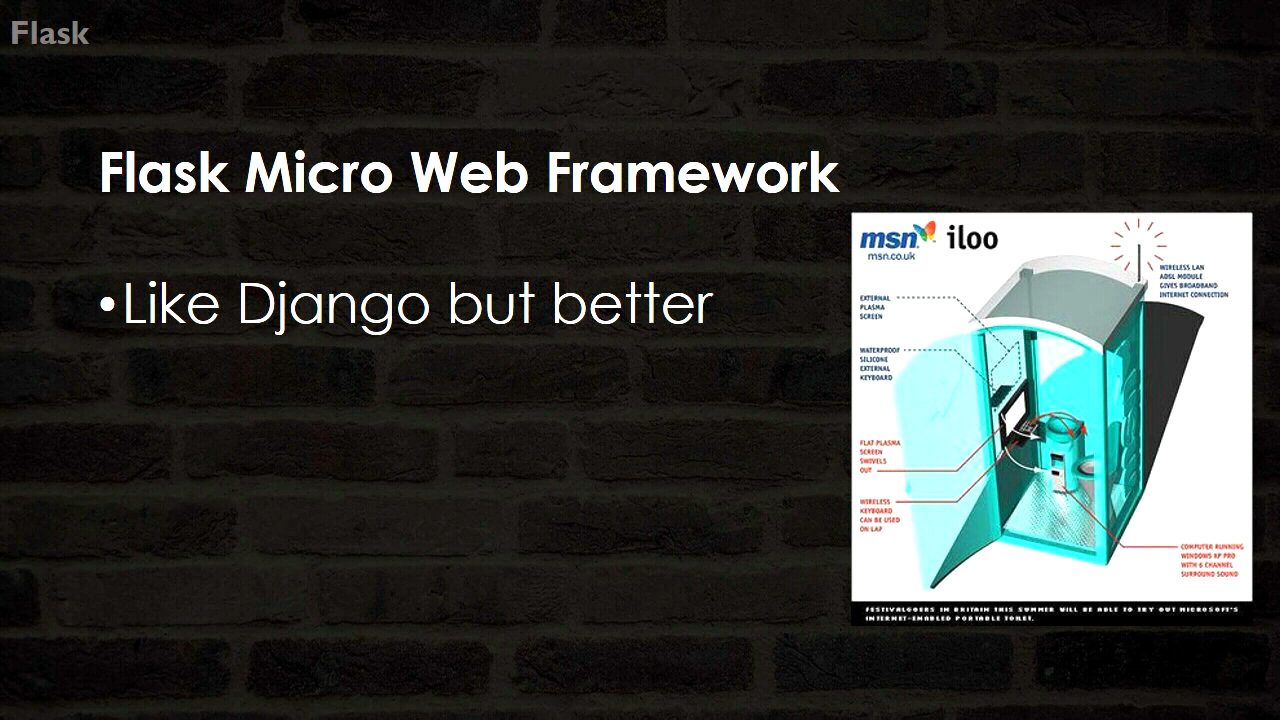 Flask
Flask Micro Web Framework
•Like Django but better
msn iloo
msn.co.uk
WIRELESS LAN
ADSL MODULE
GIVES BROADBAND
INTERNET CONNECTION
EXTERNAL
PLASMA
SCREEN
WATERPROOF
SILICONE
EXTERNAL
KEYBOARD
FLAT PLASMA
SCREEN
SWIVELS
OUT
WIRELESS
KEYBOARD
CAN BE USED
ON LAP
COMPUTER RUNNING
WINDOWS XP PRO
WITH 6 CHANNEL
SURROUND SOUND
FESTIVALGOERS IN BRITAIN THIS SUMMER WILL BE ABLE TO TRY OUT MICROSOFT'S
INTERNET-ENABLED PORTABLE TOILET.